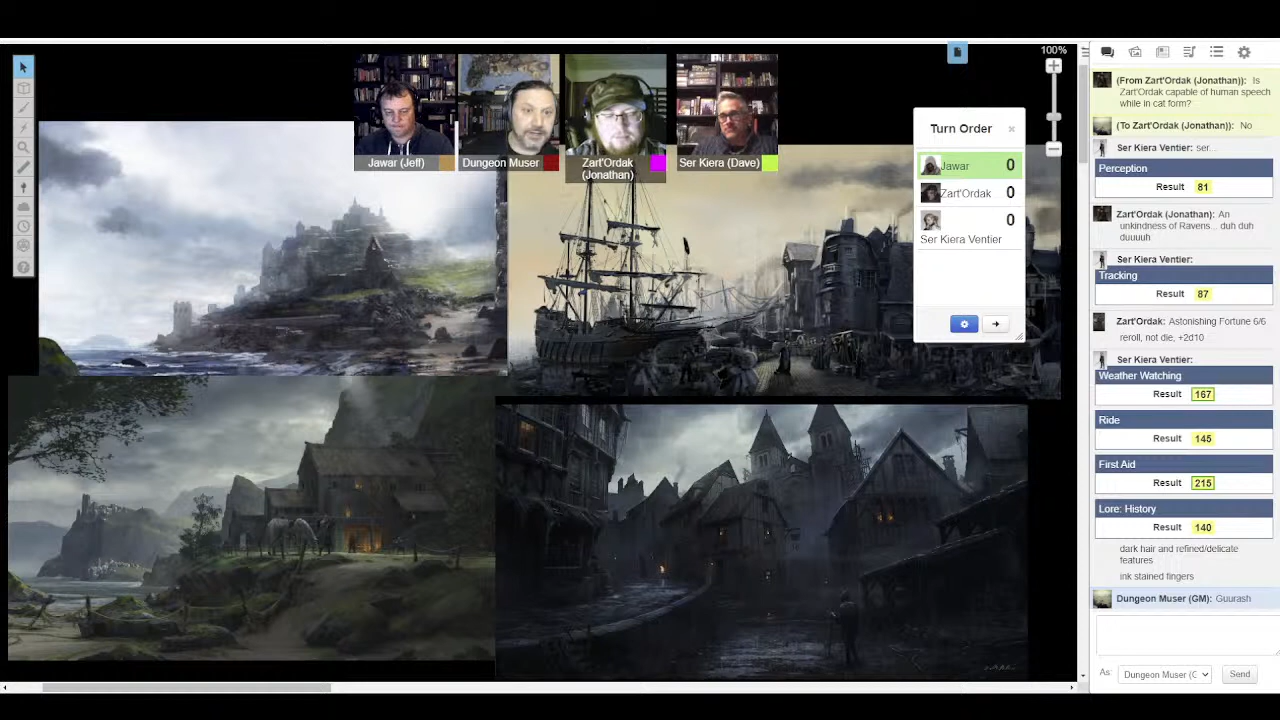 100%
Jawar (Jeff)
Dungeon Muser
Zart'Ordak
(Jonathan)
Ser Kiera (Dave)
Turn Order
Jawar 0
Zart'Ordak 0
0
Ser Kiera Ventier
(From Zart'Ordak (Jonathan)): Is
Zart'Ordak capable of human speech
while in cat form?
(To Zart'Ordak (Jonathan)): No
Ser Kiera Ventier: ser...
Perception
Result 81
Zart'Ordak (Jonathan): An
unkindness of Ravens... duh duh
duuuuh
Ser Kiera Ventier:
Tracking
Result 87
Zart'Ordak: Astonishing Fortune 6/6
reroll, not die, +2d10
Ser Kiera Ventier:
Weather Watching
Result 167
Ride
Result 145
First Aid
Result 215
Lore: History
Result 140
dark hair and refined/delicate
features
ink stained fingers
Dungeon Muser (GM): Guurash
As: Dungeon Muser (G
Send